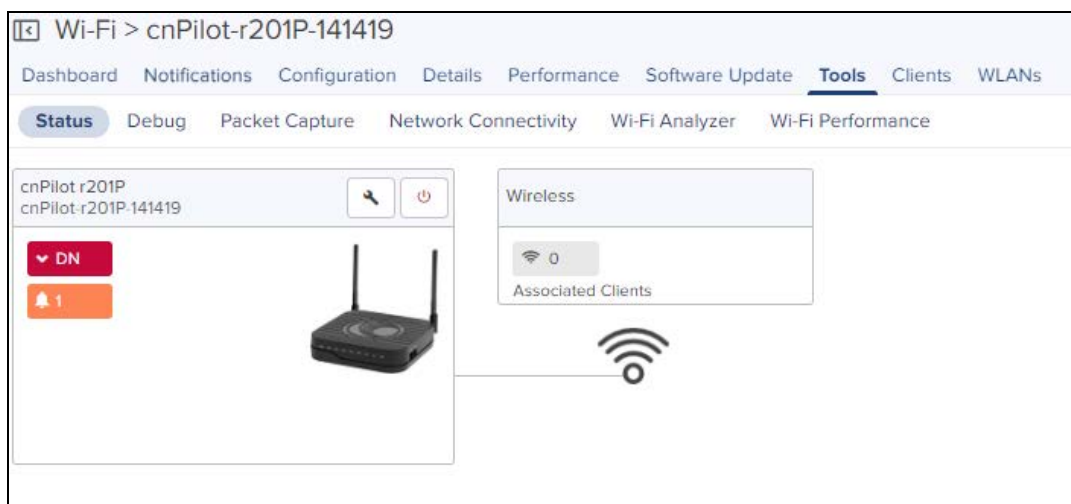 Wi-Fi > cnPilot-r201P-141419
Dashboard Notifications Configuration Details Performance Software Update Tools Clients WLANs
Status Debug Packet Capture Network Connectivity Wi-Fi Analyzer Wi-Fi Performance
cnPilot r201P
cnPilot-r201P-141419
DN
1
Wireless
0
Associated Clients